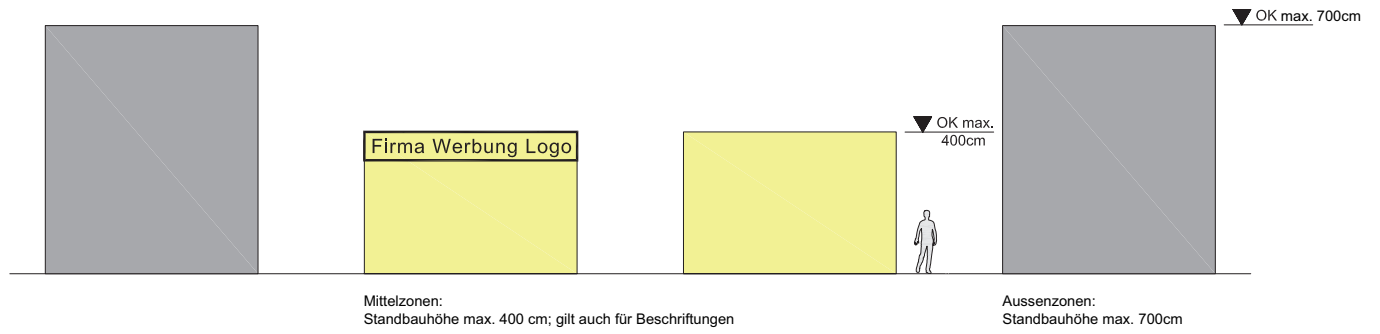 OK max. 700cm
OK max.
400cm
Firma Werbung Logo
Mittelzonen:
Standbauhöhe max. 400 cm; gilt auch für Beschriftungen
Aussenzonen:
Standbauhöhe max. 700cm